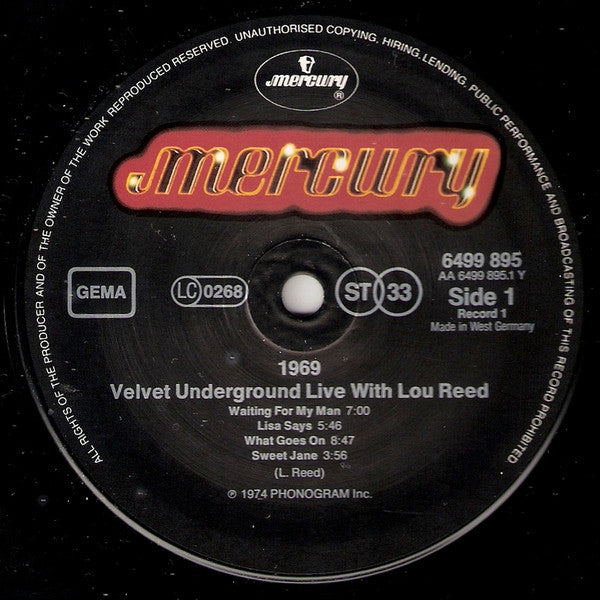 ALL RIGHTS OF THE PRODUCER AND OF THE OWNER OF THE WORK REPRODUCED RESERVED. UNAUTHORISED COPYING, HIRING, LENDING, PUBLIC PERFORMANCE AND BROADCASTING OF THIS RECORD PROHIBITED
mercury
®
mercury
6499 895
AA 6499 895.1 Y
GEMA
LC 0268
ST 33
Side 1
Record 1
Made in West Germany
1969
Velvet Underground Live With Lou Reed
Waiting For My Man 7:00
Lisa Says 5:46
What Goes On 8:47
Sweet Jane 3:56
(L. Reed)
℗ 1974 PHONOGRAM Inc.